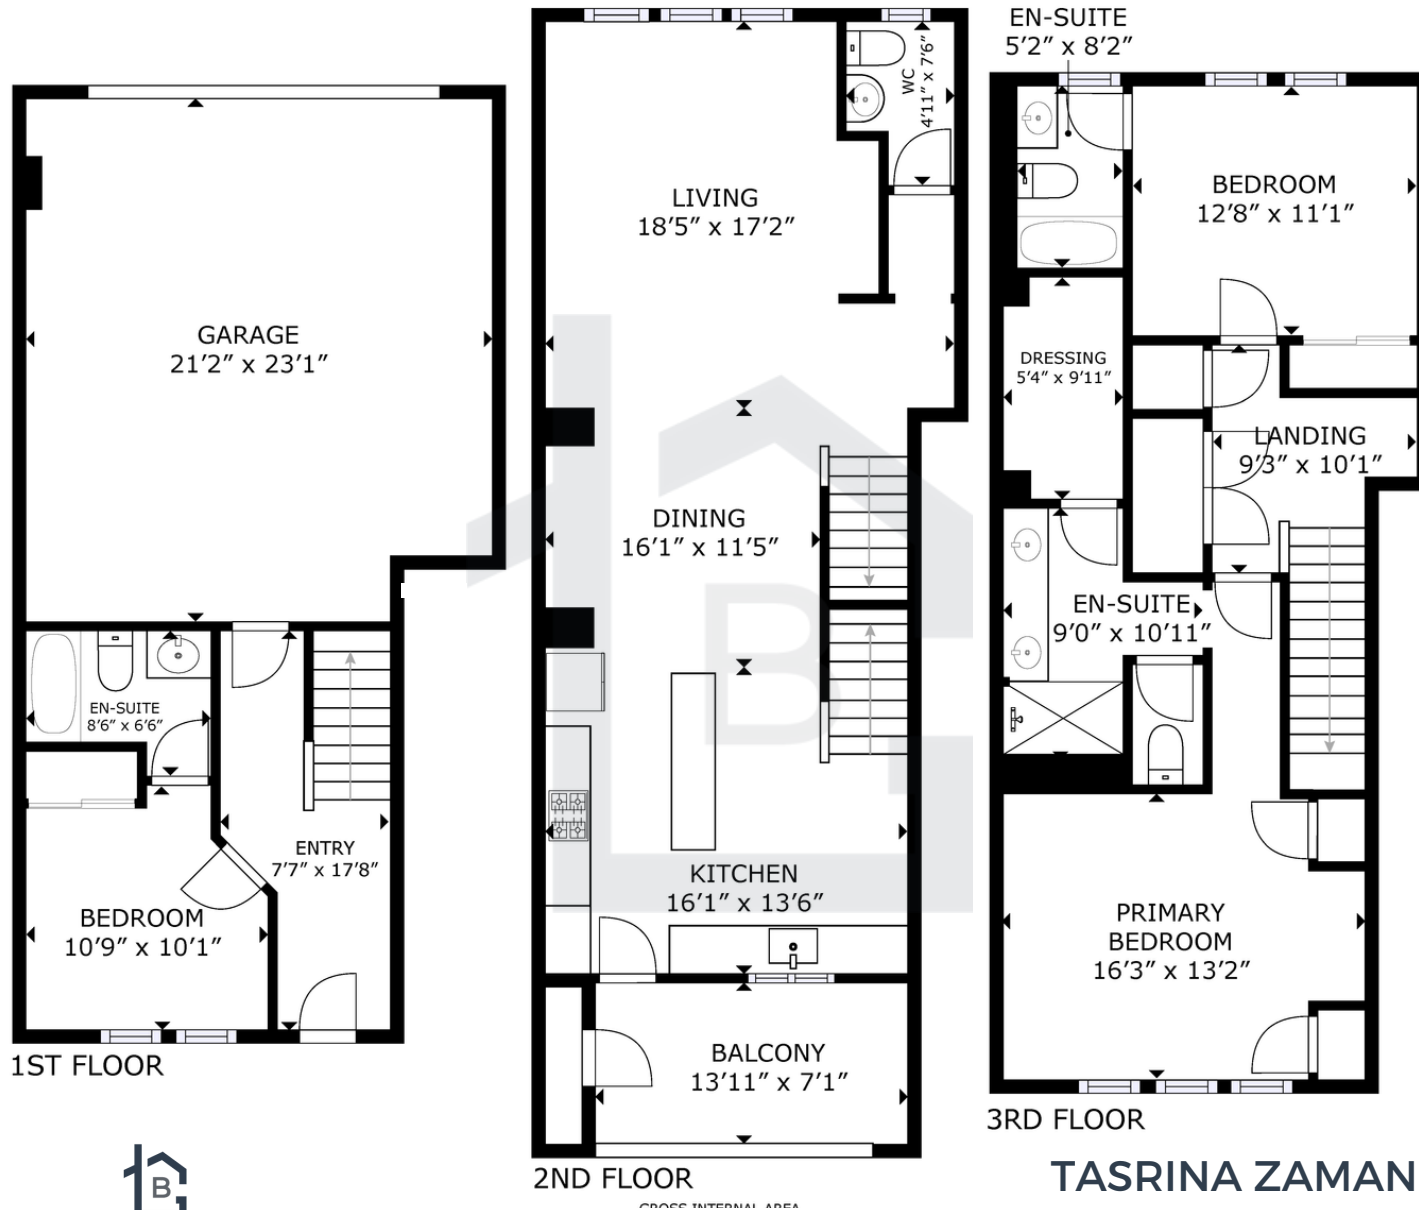 GARAGE
21’2” x 23’1”
EN-SUITE
8’6” x 6’6”
ENTRY
7’7” x 17’8”
BEDROOM
10’9” x 10’1”
1ST FLOOR
WC
4’11” x 7’6”
LIVING
18’5” x 17’2”
DINING
16’1” x 11’5”
B
KITCHEN
16’1” x 13’6”
BALCONY
13’11” x 7’1”
2ND FLOOR
EN-SUITE
5’2” x 8’2”
BEDROOM
12’8” x 11’1”
DRESSING
5’4” x 9’11”
LANDING
9’3” x 10’1”
EN-SUITE
9’0” x 10’11”
PRIMARY
BEDROOM
16’3” x 13’2”
3RD FLOOR
B
GROSS INTERNAL AREA
TASRINA ZAMAN